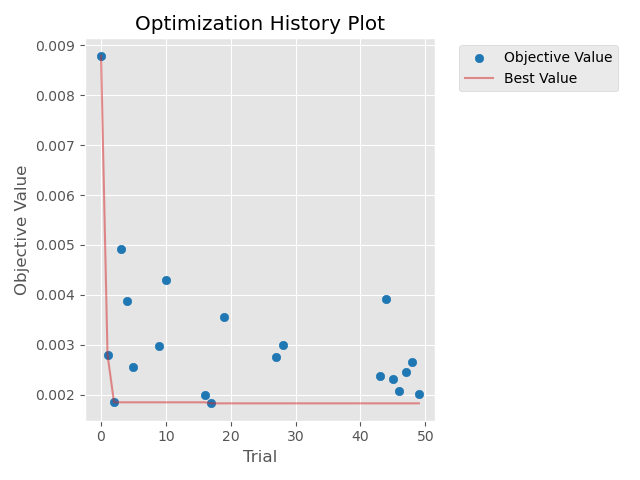 Optimization History Plot
Objective Value
Best Value
0.009
0.008
0.007
0.006
0.005
0.004
0.003
0.002
Objective Value
0
10
20
30
40
50
Trial